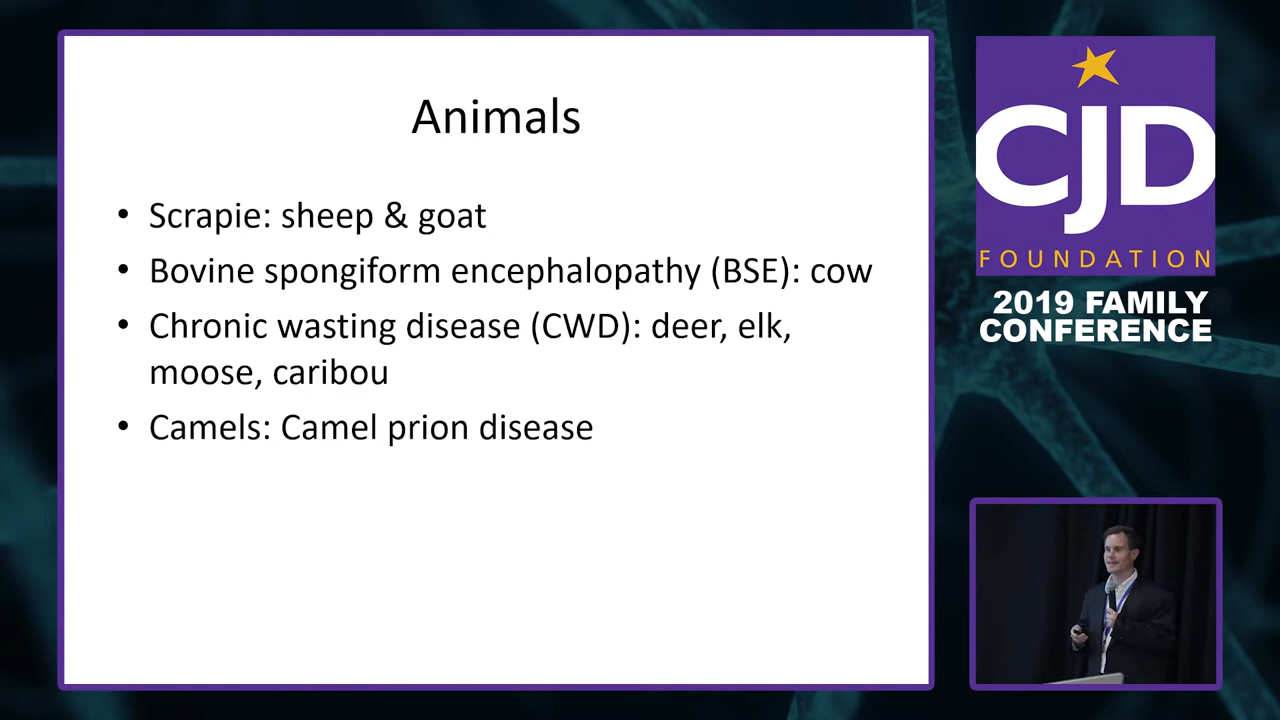 Animals
• Scrapie: sheep & goat
• Bovine spongiform encephalopathy (BSE): cow
• Chronic wasting disease (CWD): deer, elk,
moose, caribou
• Camels: Camel prion disease
CJD
FOUNDATION
2019 FAMILY
CONFERENCE